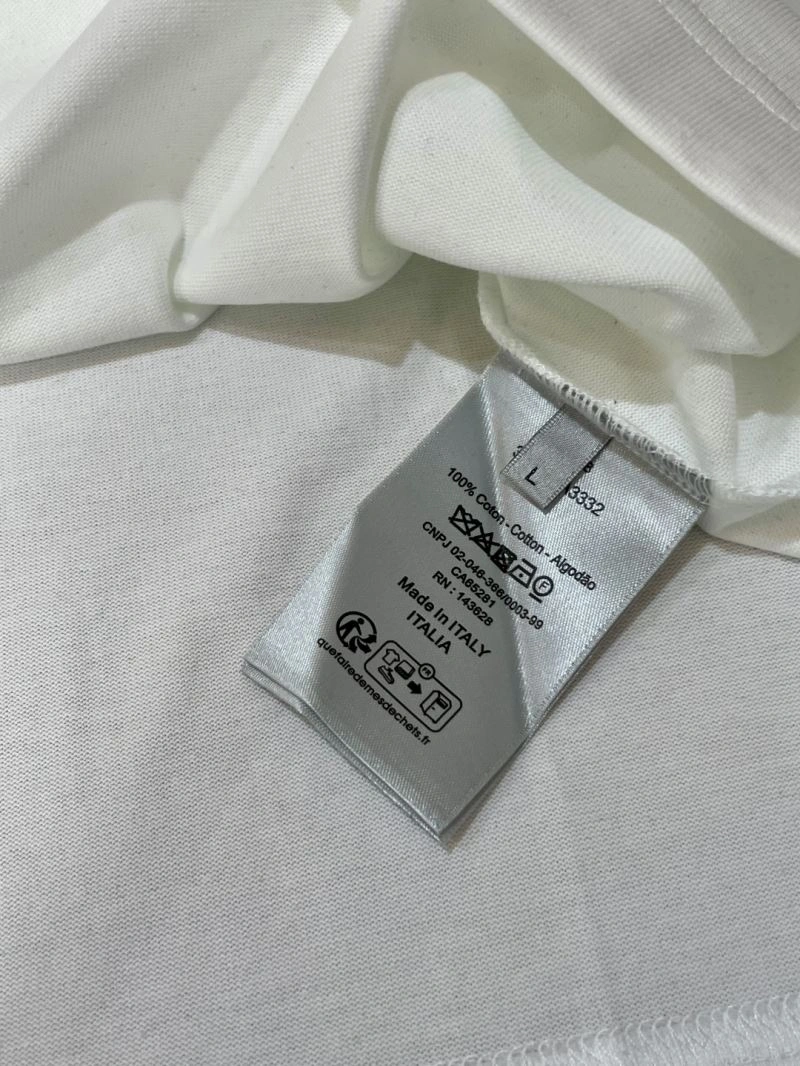 L
3332
100% Coton - Cotton - Algodão
F
CNPJ 02-046-366/0003-99
CA65281
RN : 143628
Made In ITALY
ITALIA
FR
quefairedemesdechets.fr